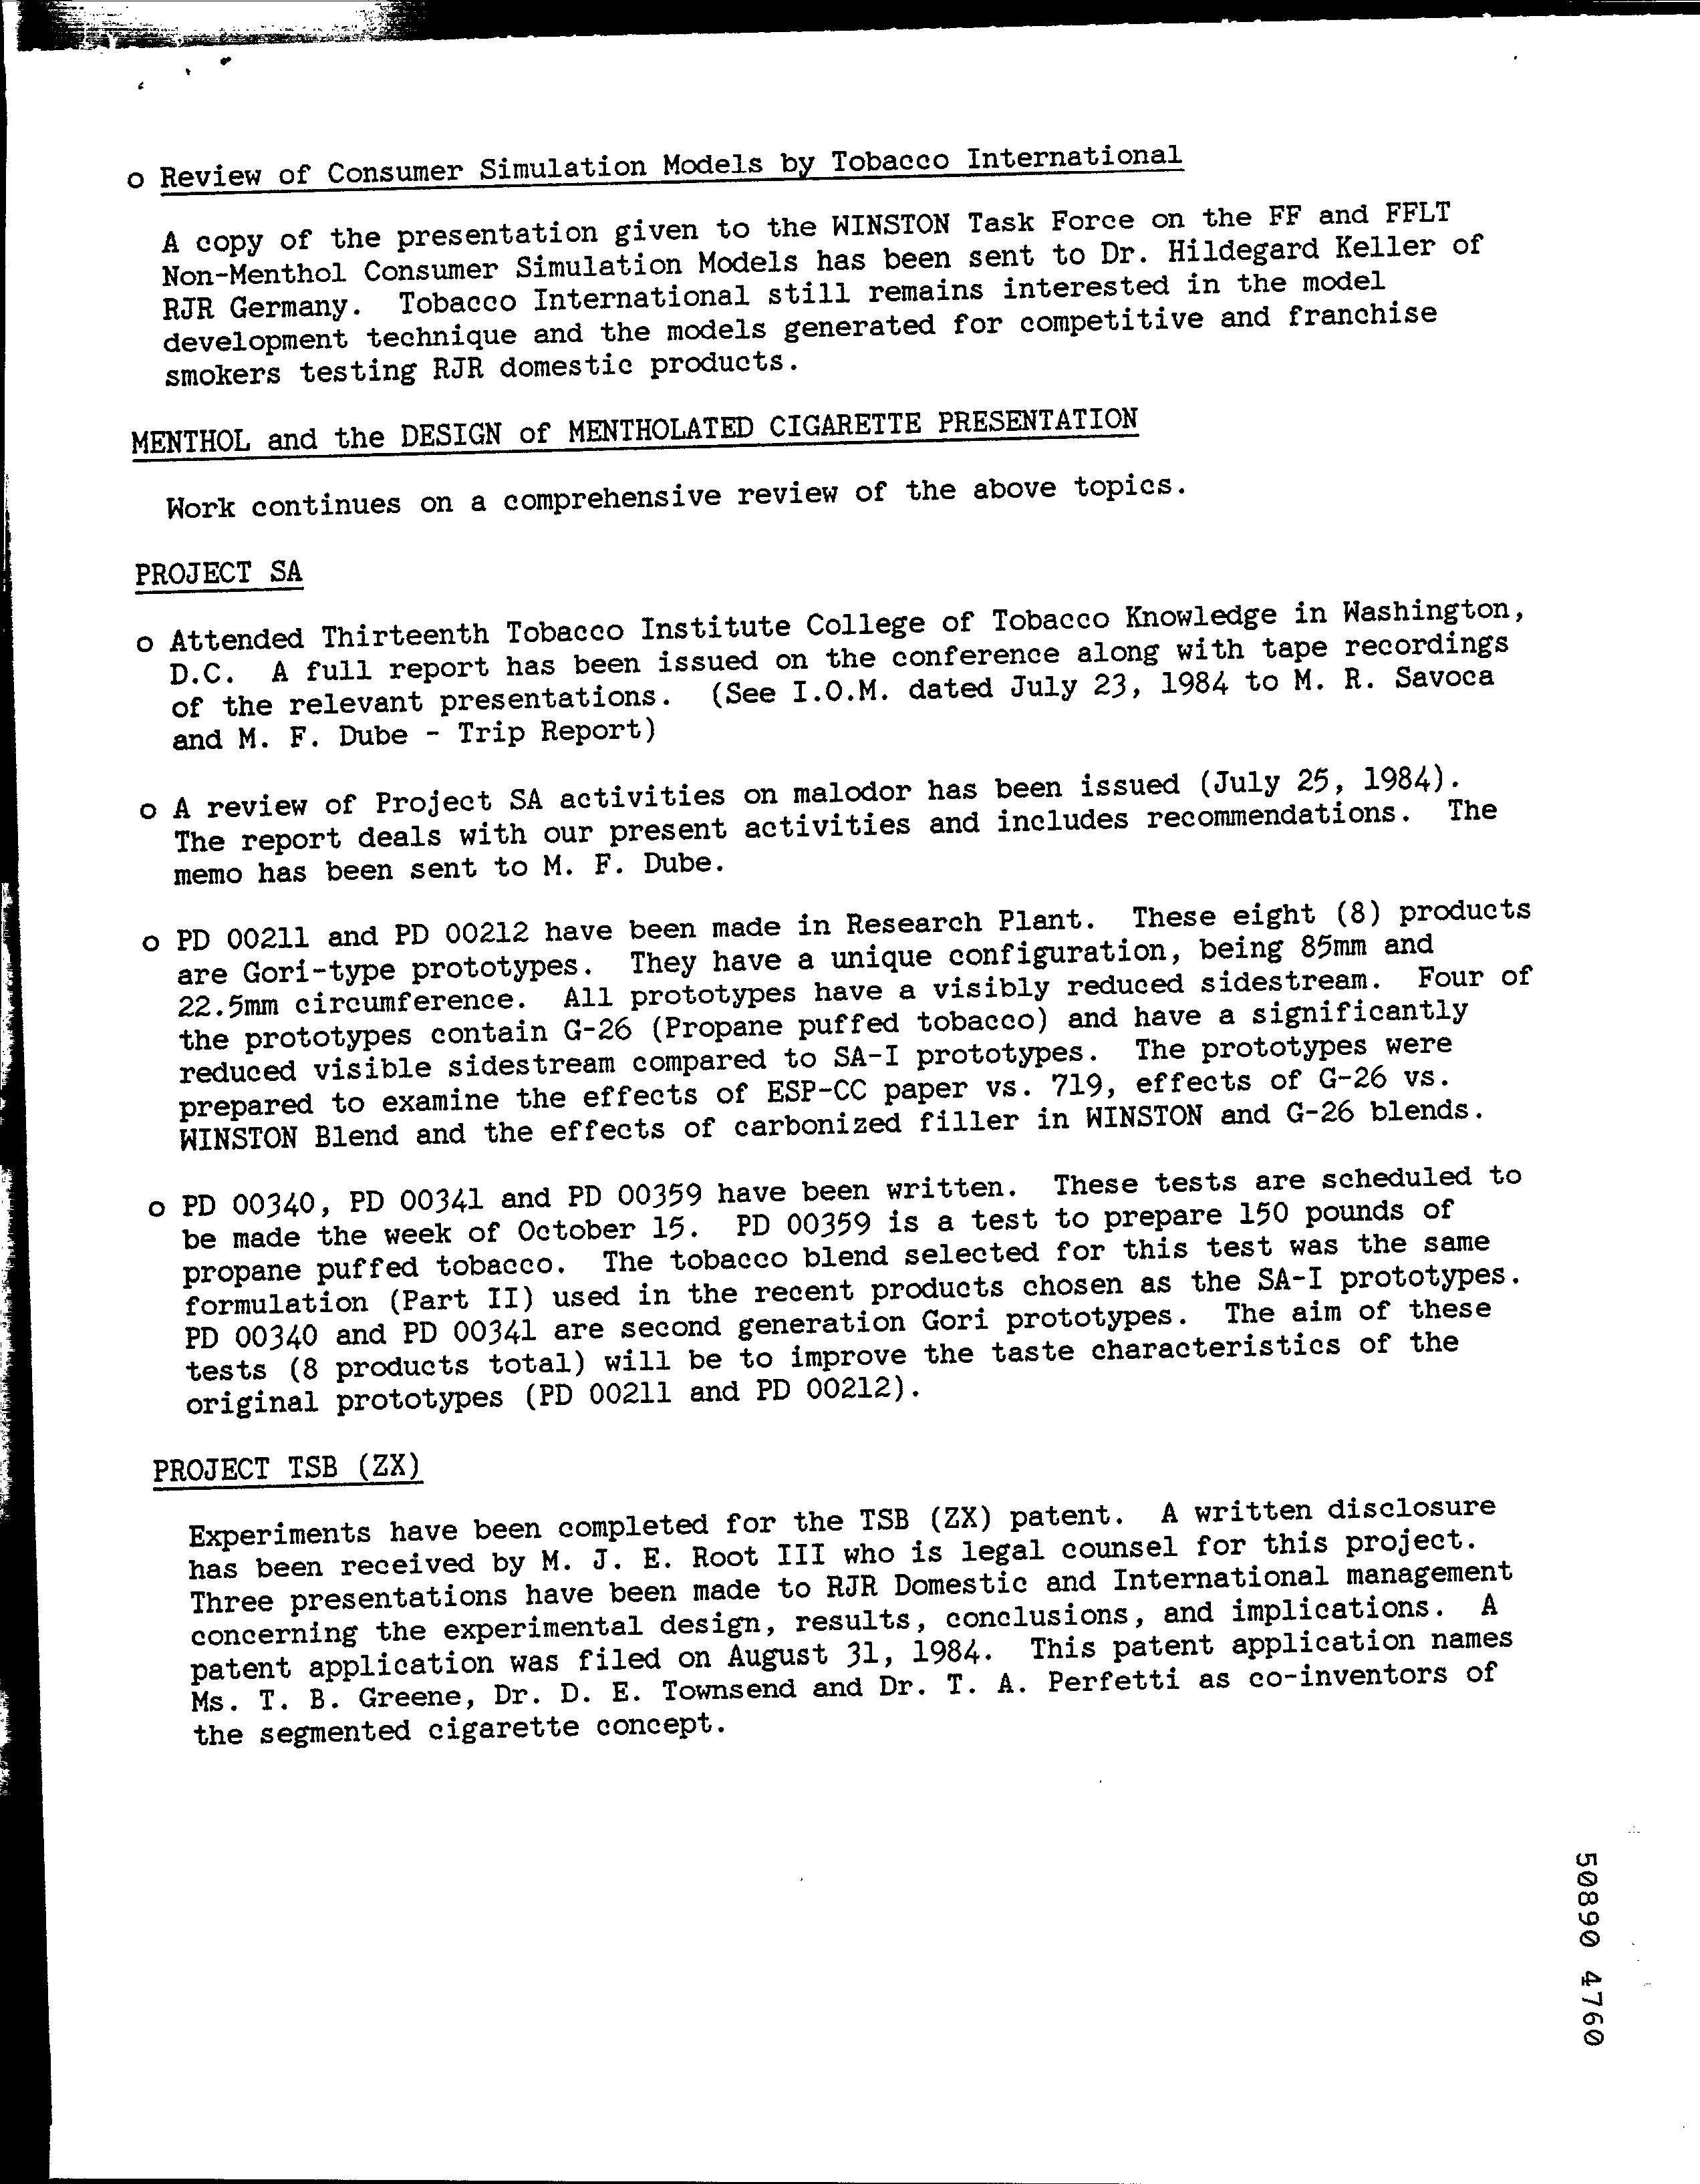 o Review of Consumer Simulation Models by Tobacco International
A copy of the presentation given to the WINSTON Task Force on the FF and FFLT
Non-Menthol Consumer Simulation Models has been sent to Dr. Hildegard Keller of
RJR Germany. Tobacco International still remains interested in the model
development technique and the models generated for competitive and franchise
smokers testing RJR domestic products.
MENTHOL and the DESIGN of MENTHOLATED CIGARETTE PRESENTATION
Work continues on a comprehensive review of the above topics.
PROJECT SA
o Attended Thirteenth Tobacco Institute College of Tobacco Knowledge in Washington,
D.C. A full report has been issued on the conference along with tape recordings
of the relevant presentations. (See I.O.M. dated July 23, 1984 to M. R. Savoca
and M. F. Dube - Trip Report)
o A review of Project SA activities on malodor has been issued (July 25, 1984).
The report deals with our present activities and includes recommendations. The
memo has been sent to M. F. Dube.
o PD 00211 and PD 00212 have been made in Research Plant. These eight (8) products
are Gori-type prototypes. They have a unique configuration, being 85mm and
22.5mm circumference. All prototypes have a visibly reduced sidestream. Four of
the prototypes contain G-26 (Propane puffed tobacco) and have a significantly
reduced visible sidestream compared to SA-I prototypes. The prototypes were
prepared to examine the effects of ESP-CC paper vs. 719, effects of G-26 vs.
WINSTON Blend and the effects of carbonized filler in WINSTON and G-26 blends.
o PD 00340, PD 00341 and PD 00359 have been written. These tests are scheduled to
be made the week of October 15. PD 00359 is a test to prepare 150 pounds of
propane puffed tobacco. The tobacco blend selected for this test was the same
formulation (Part II) used in the recent products chosen as the SA-I prototypes.
PD 00340 and PD 00341 are second generation Gori prototypes. The aim of these
tests (8 products total) will be to improve the taste characteristics of the
original prototypes (PD 00211 and PD 00212).
PROJECT TSB (ZX)
Experiments have been completed for the TSB (ZX) patent. A written disclosure
has been received by M. J. E. Root III who is legal counsel for this project.
Three presentations have been made to RJR Domestic and International management
concerning the experimental design, results, conclusions, and implications. A
patent application was filed on August 31, 1984. This patent application names
Ms. T. B. Greene, Dr. D. E. Townsend and Dr. T. A. Perfetti as co-inventors of
the segmented cigarette concept.
50890 4760